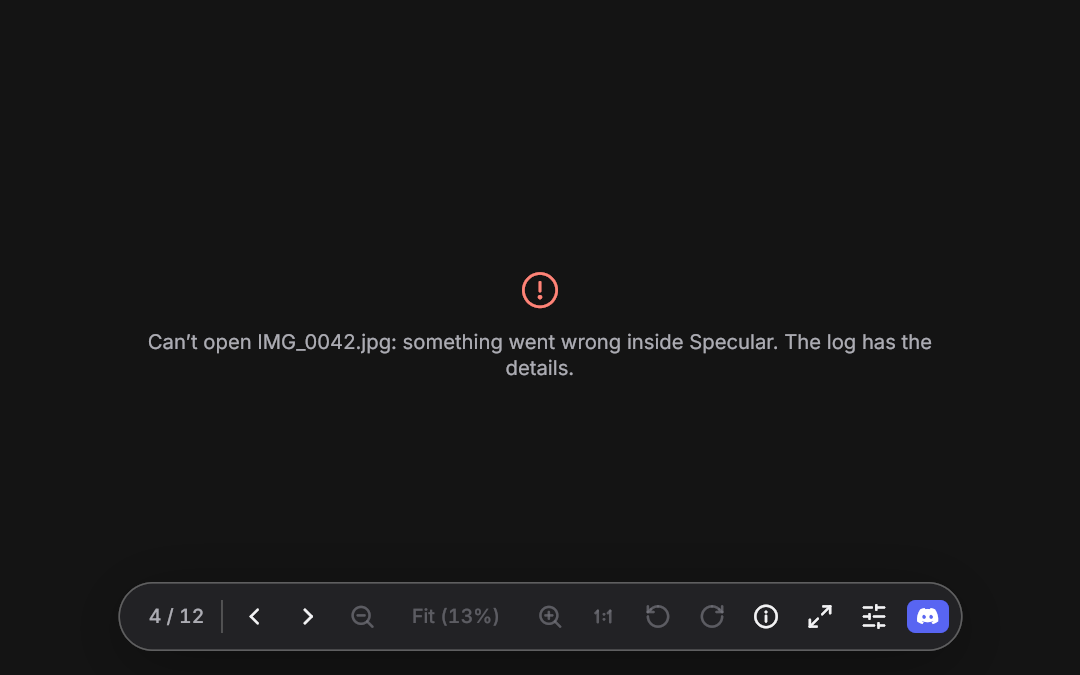 Can’t open IMG_0042.jpg: something went wrong inside Specular. The log has the
details.
4 / 12
Fit (13%)
1:1